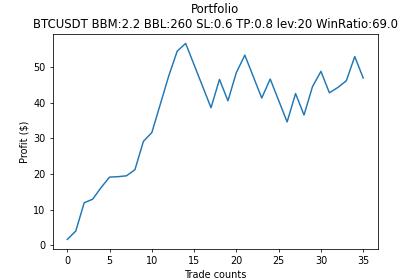 Portfolio
BTCUSDT BBM:2.2 BBL:260 SL:0.6 TP:0.8 lev:20 WinRatio:69.0
Profit ($)
50
40
30
20
10
0
0 5 10 15 20 25 30 35
Trade counts